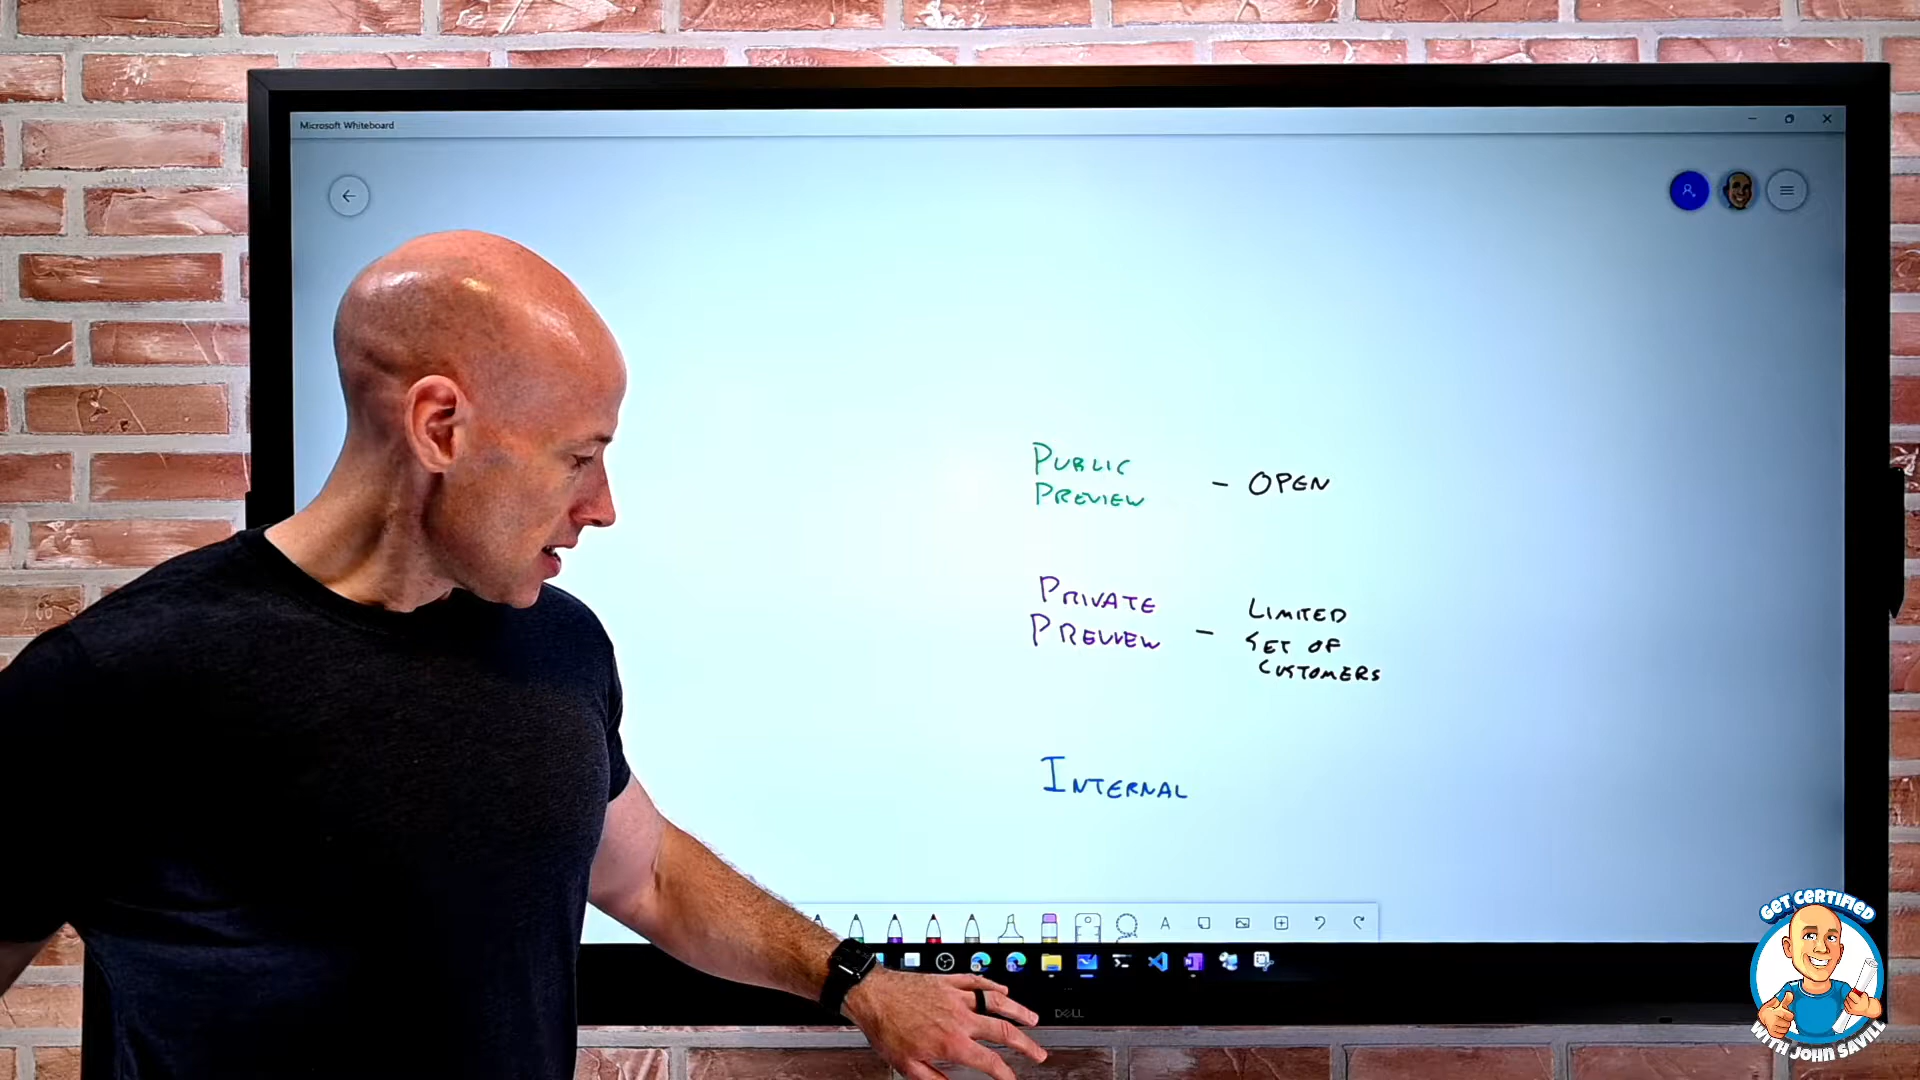 Microsoft Whiteboard
PUBLIC
PREVIEW
- OPEN
PRIVATE
PREVIEW
- LIMITED
SET OF
CUSTOMERS
INTERNAL
A
DELL
GET CERTIFIED
WITH JOHN SAVILL